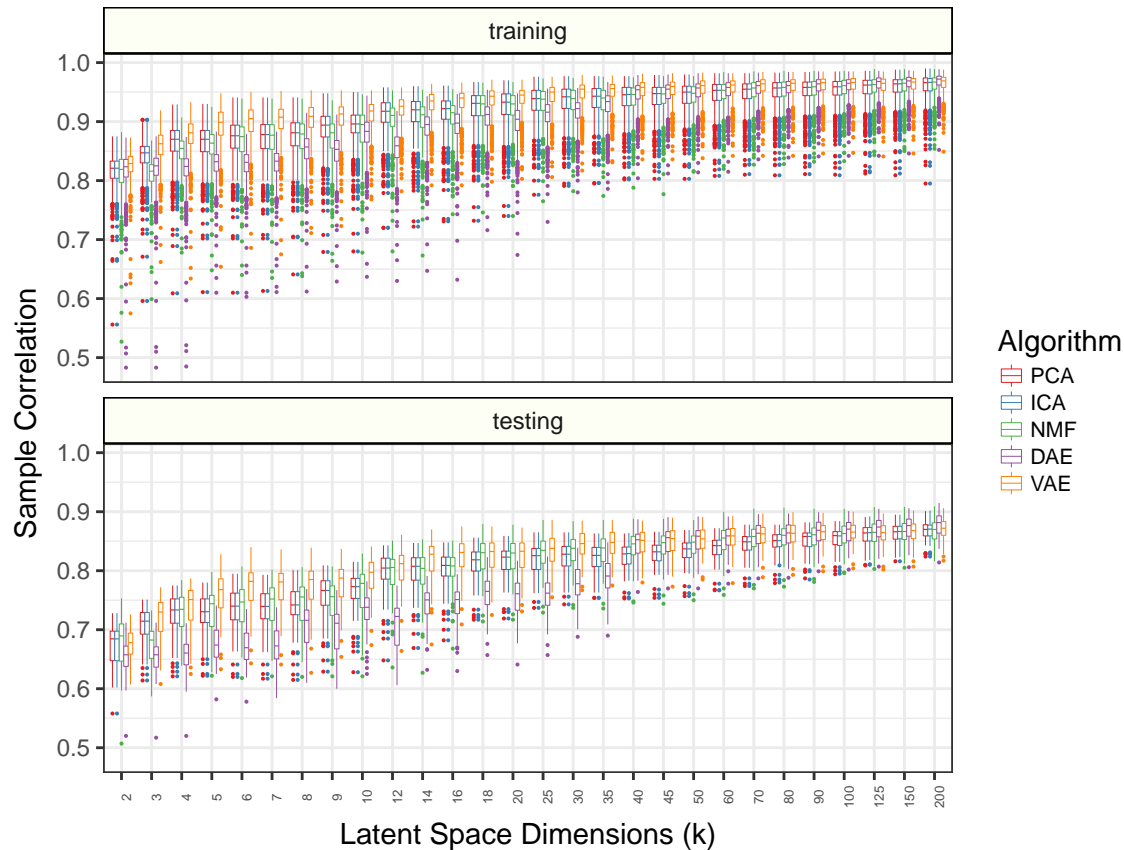 training
1.0
0.9
0.8
0.7
0.6
0.5
testing
1.0
0.9
0.8
0.7
0.6
0.5
2 3 4 5 6 7 8 9 10 12 14 16 18 20 25 30 35 40 45 50 60 70 80 90 100 125 150 200
Latent Space Dimensions (k)
Sample Correlation
Algorithm
PCA
ICA
NMF
DAE
VAE